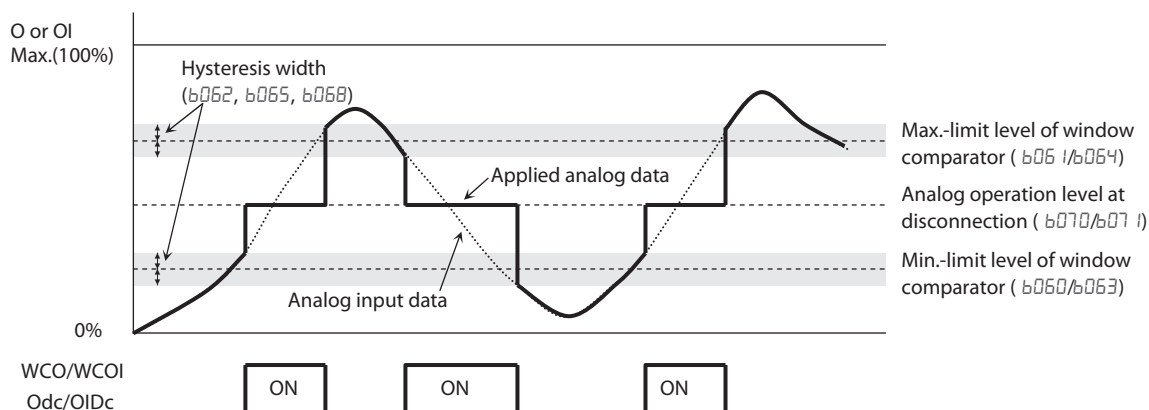 O or OI
Max.(100%)
Hysteresis width
(b062, b065, b068)
Max.-limit level of window
comparator ( b061/b064)
Applied analog data
Analog operation level at
disconnection ( b070/b071)
Min.-limit level of window
comparator ( b060/b063)
Analog input data
0%
WCO/WCOI
Odc/OIDc
ON
ON
ON